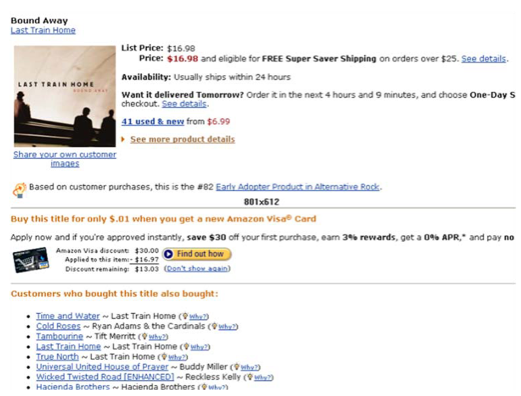 Bound Away
Last Train Home
LAST TRAIN HOME
BOUND AWAY
List Price: $16.98
Price: $16.98 and eligible for FREE Super Saver Shipping on orders over $25. See details.
Availability: Usually ships within 24 hours
Want it delivered Tomorrow? Order it in the next 4 hours and 9 minutes, and choose One-Day S
checkout. See details.
41 used & new from $6.99
See more product details
Share your own customer
images
Based on customer purchases, this is the #82 Early Adopter Product in Alternative Rock.
801x612
Buy this title for only $.01 when you get a new Amazon Visa® Card
Apply now and if you're approved instantly, save $30 off your first purchase, earn 3% rewards, get a 0% APR,* and pay no
Amazon Visa discount: $30.00
Applied to this item:- $16.97
Discount remaining: $13.03 (Don't show again)
Find out how
Customers who bought this title also bought:
Time and Water ~ Last Train Home (Why?)
Cold Roses ~ Ryan Adams & the Cardinals (Why?)
Tambourine ~ Tift Merritt (Why?)
Last Train Home ~ Last Train Home (Why?)
True North ~ Last Train Home (Why?)
Universal United House of Prayer ~ Buddy Miller (Why?)
Wicked Twisted Road [ENHANCED] ~ Reckless Kelly (Why?)
Hacienda Brothers ~ Hacienda Brothers (Why?)